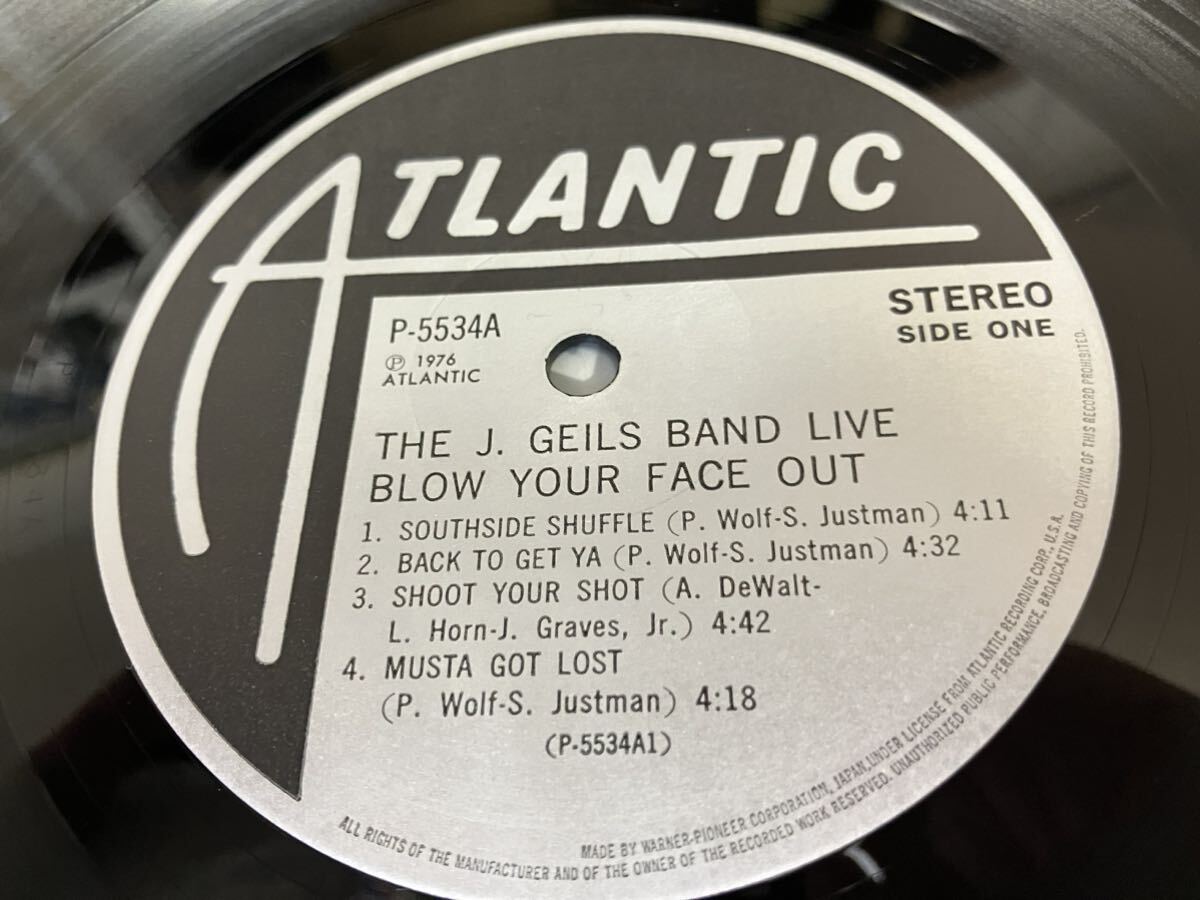 ATLANTIC
P-5534A
STEREO
Ⓟ 1976
SIDE ONE
ATLANTIC
THE J. GEILS BAND LIVE
BLOW YOUR FACE OUT
1. SOUTHSIDE SHUFFLE (P. Wolf-S. Justman) 4:11
2. BACK TO GET YA (P. Wolf-S. Justman) 4:32
3. SHOOT YOUR SHOT (A. DeWalt-
L. Horn-J. Graves, Jr.) 4:42
4. MUSTA GOT LOST
(P. Wolf-S. Justman) 4:18
(P-5534A1)
MADE BY WARNER-PIONEER CORPORATION, JAPAN, UNDER LICENSE FROM ATLANTIC RECORDING CORP., U.S.A.
ALL RIGHTS OF THE MANUFACTURER AND OF THE OWNER OF THE RECORDED WORK RESERVED. UNAUTHORIZED PUBLIC PERFORMANCE, BROADCASTING AND COPYING OF THIS RECORD PROHIBITED.